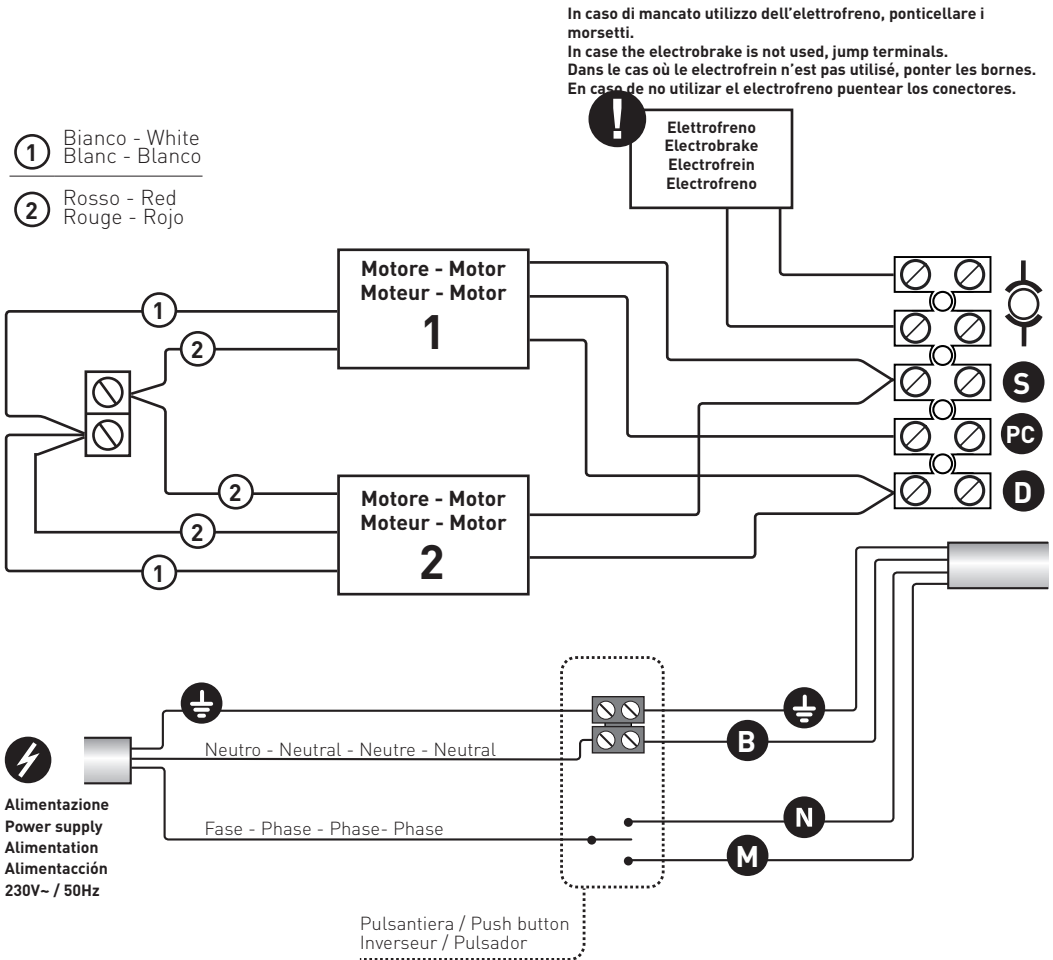 In caso di mancato utilizzo dell'elettrofreno, ponticellare i
morsetti.
In case the electrobrake is not used, jump terminals.
Dans le cas où le electrofrein n'est pas utilisé, ponter les bornes.
En caso de no utilizar el electrofreno puentear los conectores.
!
Elettrofreno
Electrobrake
Electrofrein
Electrofreno
1 Bianco - White
Blanc - Blanco
2 Rosso - Red
Rouge - Rojo
Motore - Motor
Moteur - Motor
1
1
2
S
PC
D
2
2
1
Motore - Motor
Moteur - Motor
2
B
Neutro - Neutral - Neutre - Neutral
Alimentazione
Power supply
Alimentation
Alimentacción
230V~ / 50Hz
Fase - Phase - Phase- Phase
N
M
Pulsantiera / Push button
Inverseur / Pulsador